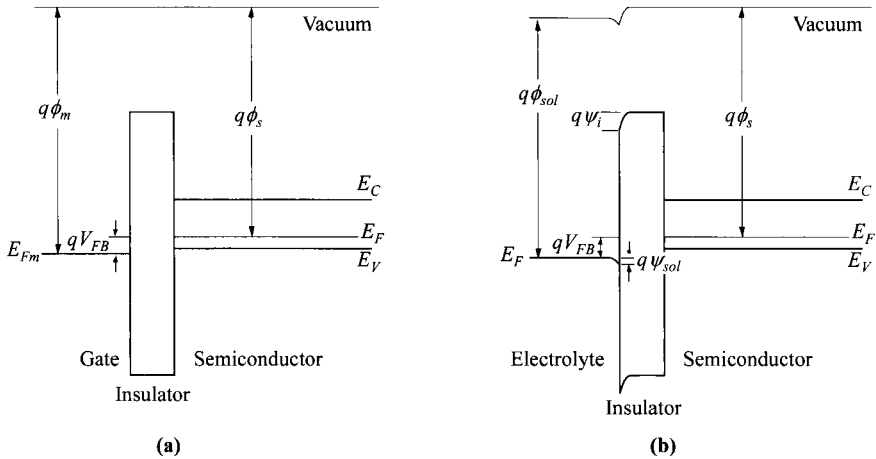 Vacuum
qϕm
qϕs
EC
qVFB
EF
EFm
EV
Gate
Semiconductor
Insulator
(a)
Vacuum
qϕsol
qψi
qϕs
EC
qVFB
EF
EF
qψsol
EV
Electrolyte
Semiconductor
Insulator
(b)